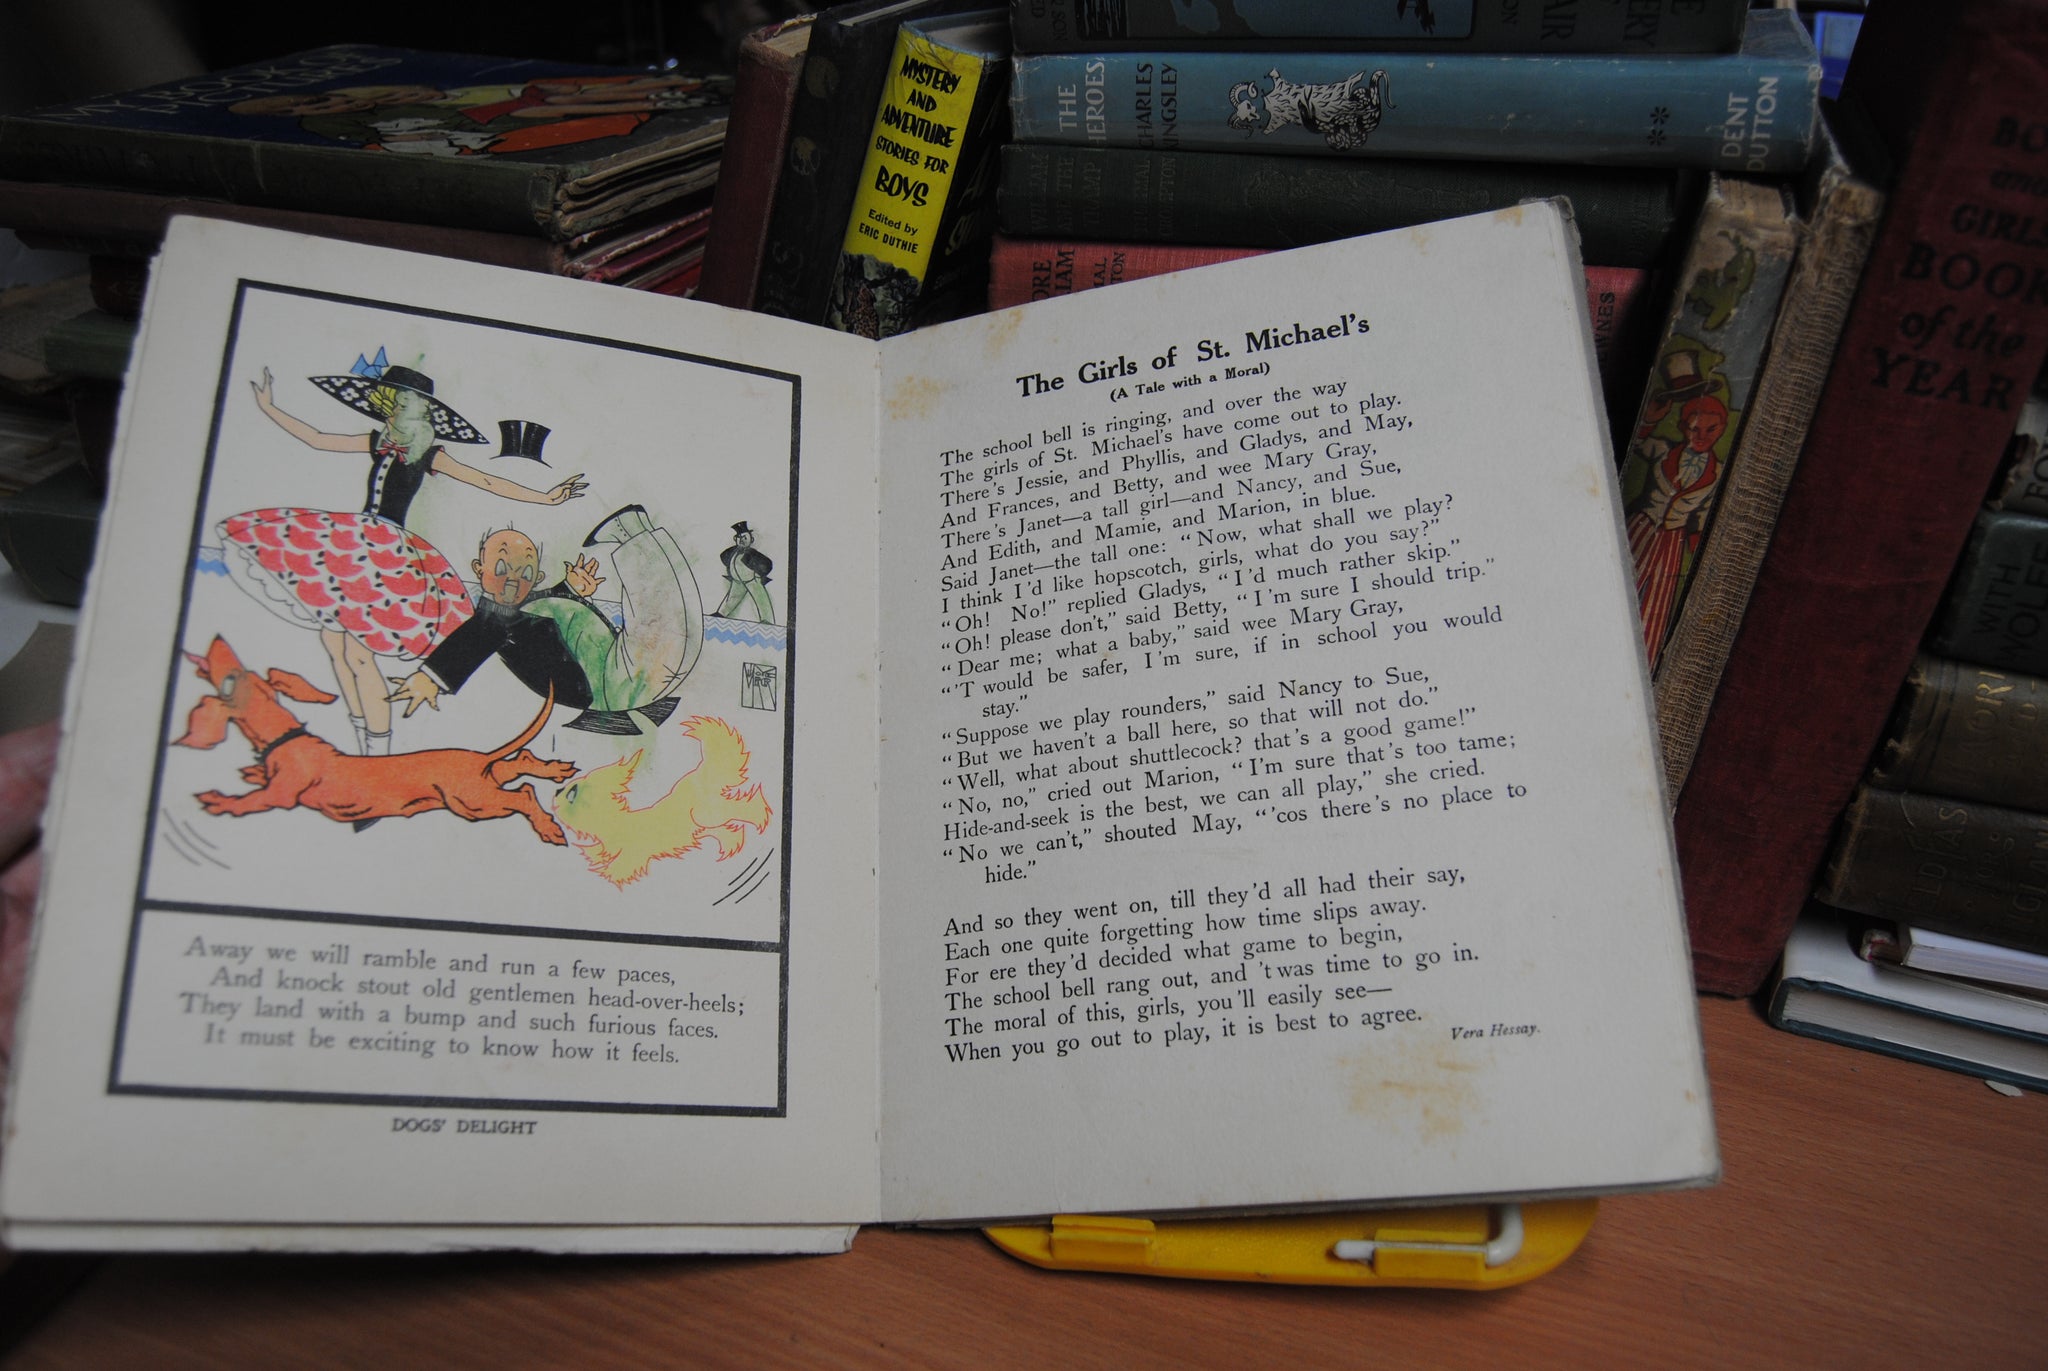 MY BOOK OF
PICTURES
MYSTERY
AND
ADVENTURE
STORIES FOR
BOYS
Edited by
ERIC DUTHIE
THE
HEROES
CHARLES
KINGSLEY
DENT
DUTTON
THE
TRAMP
BOOK
of the
YEAR
WITH
WOLFE
Away we will ramble and run a few paces,
And knock stout old gentlemen head-over-heels;
They land with a bump and such furious faces.
It must be exciting to know how it feels.
DOGS' DELIGHT
The Girls of St. Michael's
(A Tale with a Moral)
The school bell is ringing, and over the way
The girls of St. Michael's have come out to play.
There's Jessie, and Phyllis, and Gladys, and May,
And Frances, and Betty, and wee Mary Gray,
There's Janet—a tall girl—and Nancy, and Sue,
And Edith, and Mamie, and Marion, in blue.
Said Janet—the tall one: "Now, what shall we play?
I think I'd like hopscotch, girls, what do you say?"
"Oh! No!" replied Gladys, "I'd much rather skip."
"Oh! please don't," said Betty, "I'm sure I should trip."
"Dear me; what a baby," said wee Mary Gray,
"'T would be safer, I'm sure, if in school you would
stay."
"Suppose we play rounders," said Nancy to Sue,
"But we haven't a ball here, so that will not do."
"Well, what about shuttlecock? that's a good game!"
"No, no," cried out Marion, "I'm sure that's too tame;
Hide-and-seek is the best, we can all play," she cried.
"No we can't," shouted May, "'cos there's no place to
hide."
And so they went on, till they'd all had their say,
Each one quite forgetting how time slips away.
For ere they'd decided what game to begin,
The school bell rang out, and 't was time to go in.
The moral of this, girls, you'll easily see—
When you go out to play, it is best to agree.
Vera Hessay.